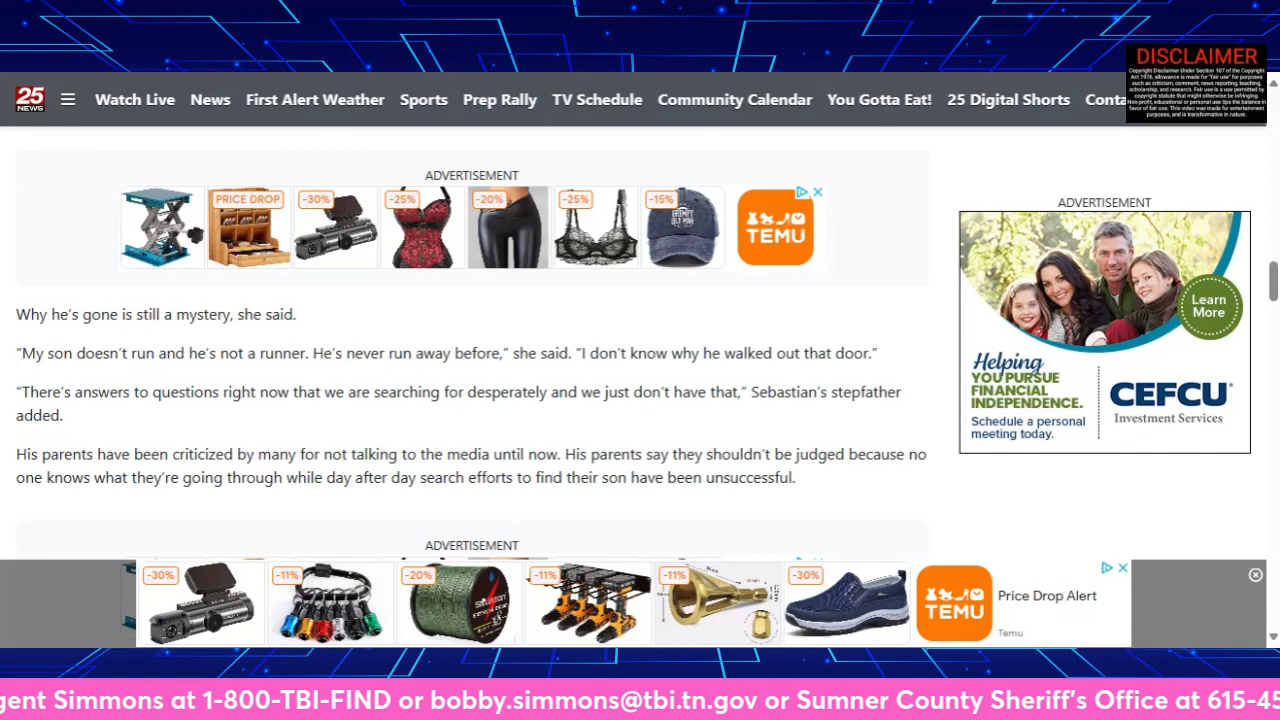 DISCLAIMER
Copyright Disclaimer Under Section 107 of the Copyright
Act 1976, allowance is made for "fair use" for purposes
such as criticism, comment, news reporting, teaching,
scholarship, and research. Fair use is a use permitted by
copyright statute that might otherwise be infringing.
Non-profit, educational or personal use tips the balance in
favor of fair use. This video was made for entertainment
purposes, and is transformative in nature.
25
NEWS
Watch Live News First Alert Weather Sports Prep Rally TV Schedule Community Calendar You Gotta Eat! 25 Digital Shorts Conta
ADVERTISEMENT
PRICE DROP -30% -25% -20% -25% -15%
TEMU
Why he's gone is still a mystery, she said.
“My son doesn't run and he's not a runner. He's never run away before,” she said. “I don't know why he walked out that door.”
“There's answers to questions right now that we are searching for desperately and we just don't have that,” Sebastian's stepfather
added.
His parents have been criticized by many for not talking to the media until now. His parents say they shouldn't be judged because no
one knows what they're going through while day after day search efforts to find their son have been unsuccessful.
ADVERTISEMENT
Learn
More
Helping
YOU PURSUE
FINANCIAL
INDEPENDENCE.
Schedule a personal
meeting today.
CEFCU
Investment Services
ADVERTISEMENT
-30% -11% -20% -11% -11% -30%
TEMU
Price Drop Alert
Temu
gent Simmons at 1-800-TBI-FIND or bobby.simmons@tbi.tn.gov or Sumner County Sheriff's Office at 615-45